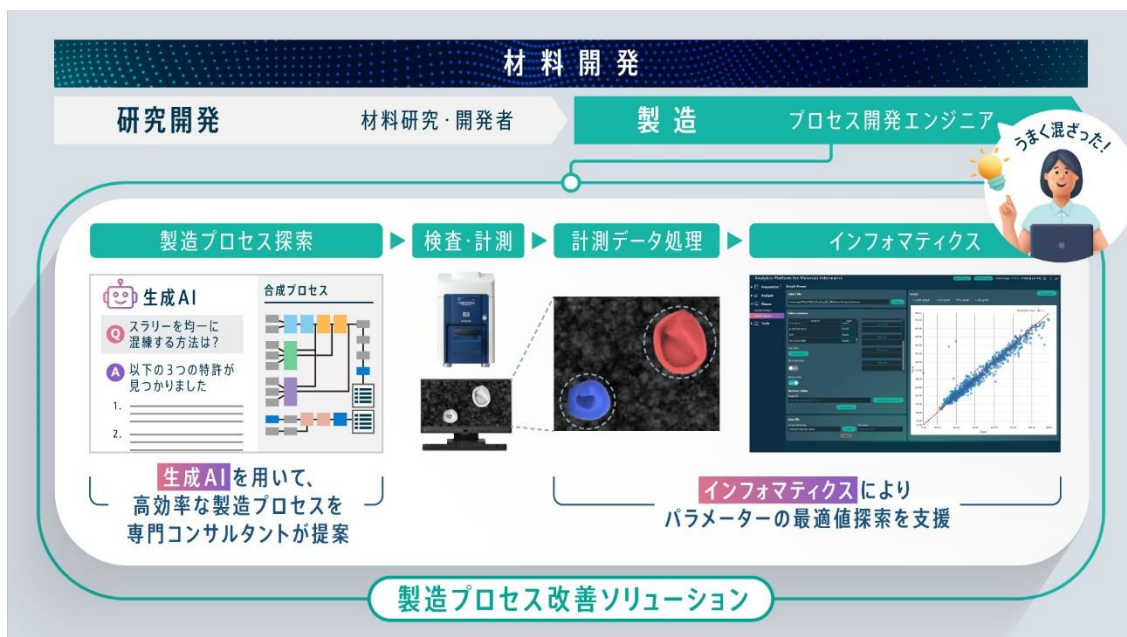 材料開発
研究開発
材料研究・開発者
製造
プロセス開発エンジニア
うまく混ざった!
製造プロセス探索
検査・計測
計測データ処理
インフォマティクス
生成AI
Q スラリーを均一に
混練する方法は?
A 以下の3つの特許が
見つかりました
1.
2.
合成プロセス
Analytics Platform for Materials Informatics
生成AIを用いて、
高効率な製造プロセスを
専門コンサルタントが提案
インフォマティクスにより
パラメーターの最適値探索を支援
製造プロセス改善ソリューション